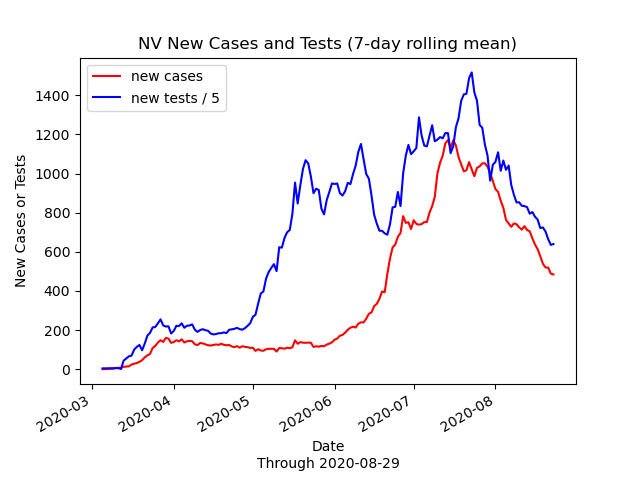 NV New Cases and Tests (7-day rolling mean)
new cases
new tests / 5
1400
1200
1000
800
600
400
200
0
New Cases or Tests
2020-03
2020-04
2020-05
2020-06
2020-07
2020-08
Date
Through 2020-08-29